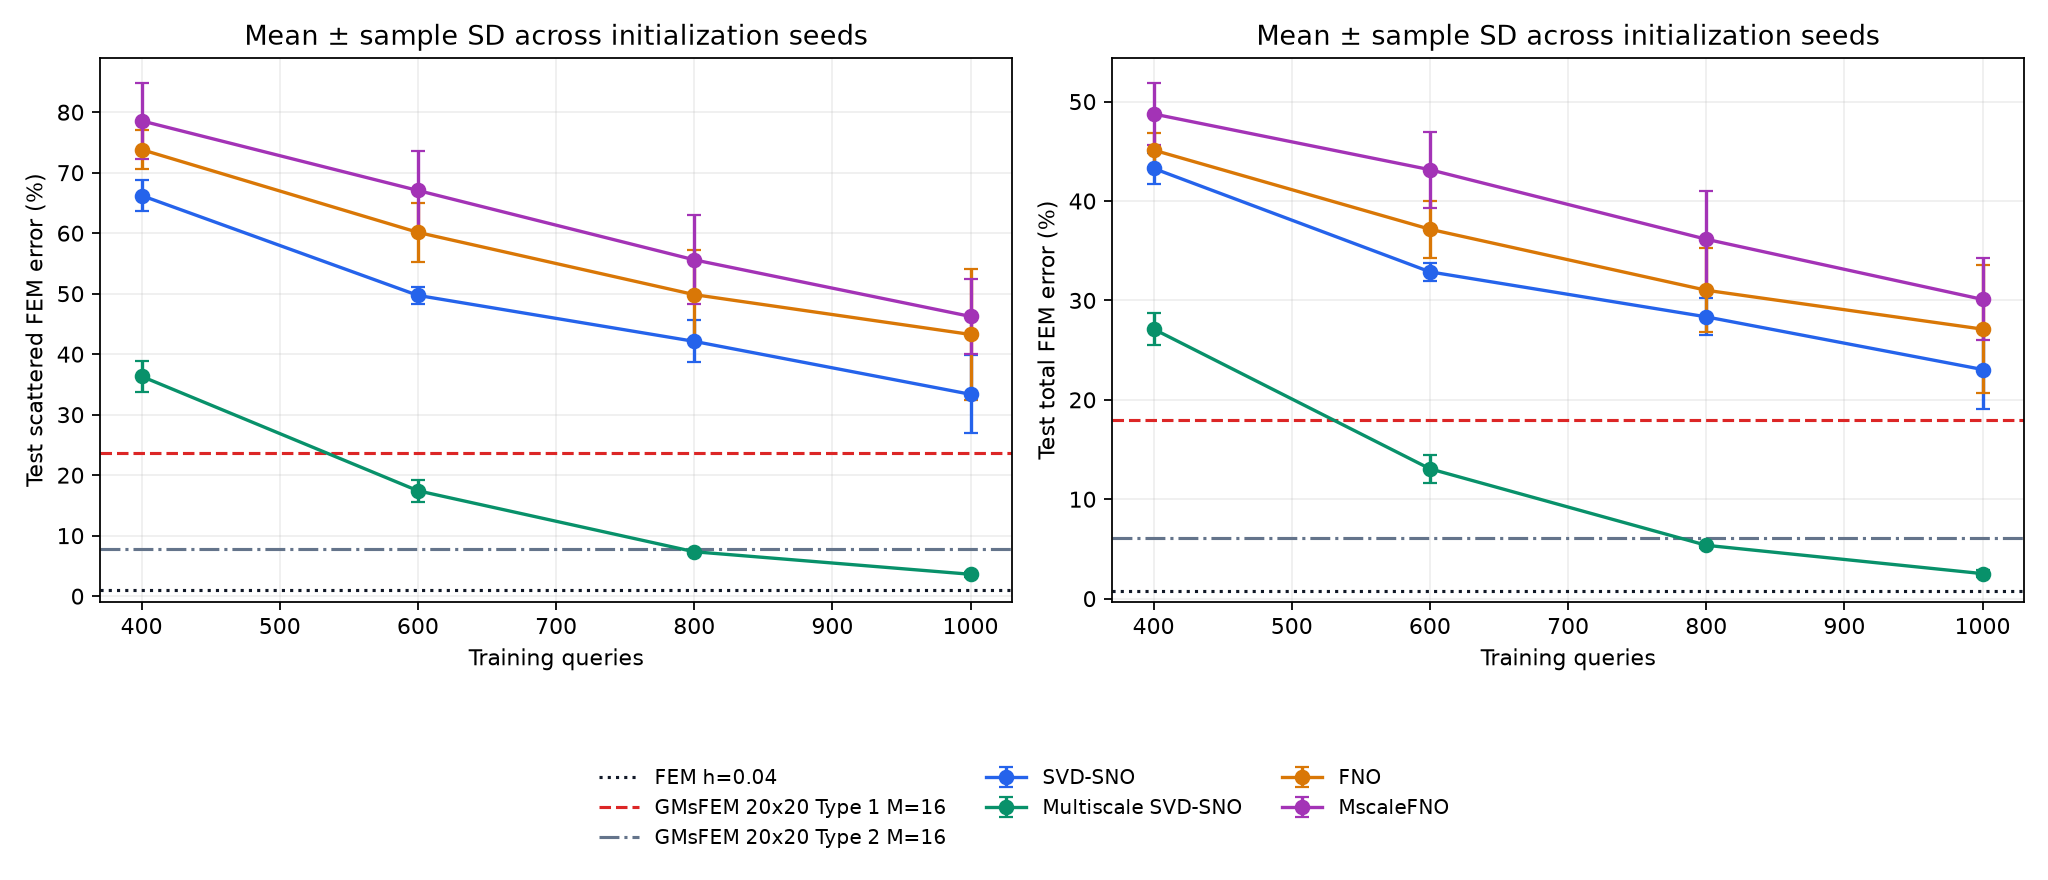 Mean ± sample SD across initialization seeds
Test scattered FEM error (%)
80
70
60
50
40
30
20
10
0
400 500 600 700 800 900 1000
Training queries
Mean ± sample SD across initialization seeds
Test total FEM error (%)
50
40
30
20
10
0
400 500 600 700 800 900 1000
Training queries
FEM h=0.04
GMsFEM 20x20 Type 1 M=16
GMsFEM 20x20 Type 2 M=16
SVD-SNO
Multiscale SVD-SNO
FNO
MscaleFNO